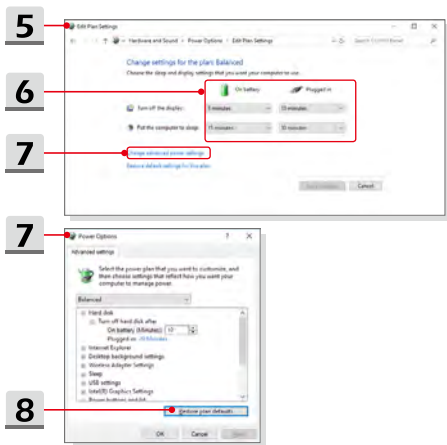 5
Edit Plan Settings
Hardware and Sound › Power Options › Edit Plan Settings
6
Change settings for the plan: Balanced
Choose the sleep and display settings that you want your computer to use.
On battery
Plugged in
Turn off the display:
5 minutes
10 minutes
Put the computer to sleep:
15 minutes
30 minutes
7
Change advanced power settings
Restore default settings for this plan
Cancel
7
Power Options
? X
Advanced settings
Select the power plan that you want to customize, and
then choose settings that reflect how you want your
computer to manage power.
Balanced
Hard disk
Turn off hard disk after
On battery (Minutes):
Plugged in:
Internet Explorer
Desktop background settings
Wireless Adapter Settings
Sleep
USB settings
Intel(R) Graphics Settings
Power buttons and lid
8
Restore plan defaults
OK
Cancel